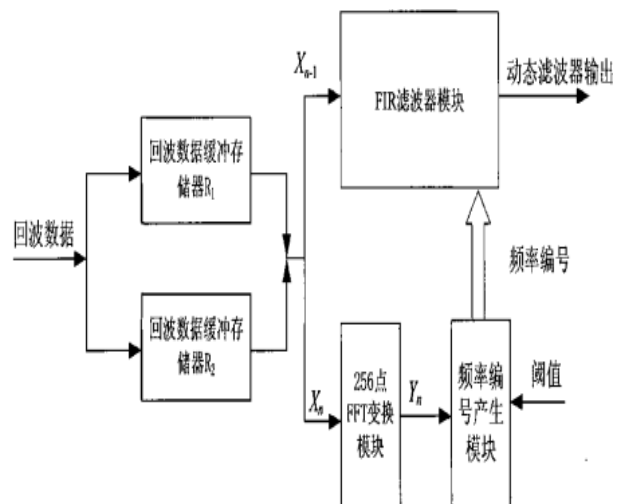 X_{n-1}
FIR滤波器模块
动态滤波器输出
回波数据缓冲存
储器R₁
回波数据
频率编号
回波数据缓冲存
储器R₂
X_n
256点
FFT变换
模块
Y_n
频率编
号产生
模块
阈值